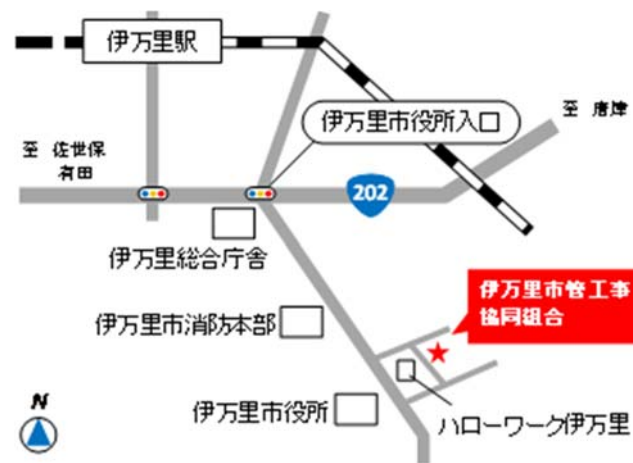 伊万里駅
伊万里市役所入口
至 唐津
至 佐世保
有田
202
伊万里総合庁舎
伊万里市管工事
協同組合
伊万里市消防本部
伊万里市役所
ハローワーク伊万里
N